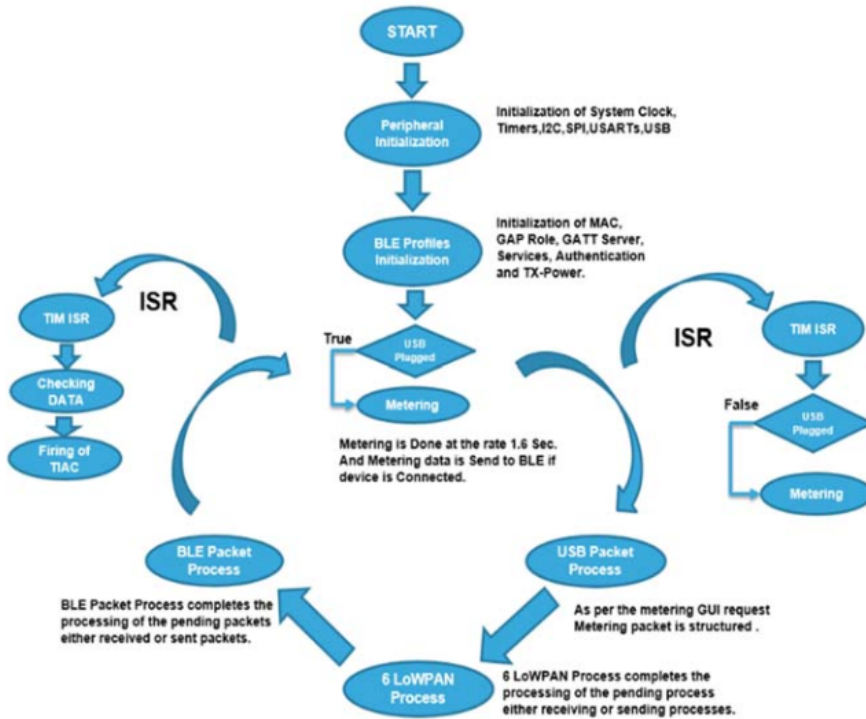 START
Peripheral
Initialization
Initialization of System Clock,
Timers,I2C,SPI,USARTs,USB
BLE Profiles
Initialization
Initialization of MAC,
GAP Role, GATT Server,
Services, Authentication
and TX-Power.
ISR
TIM ISR
Checking
DATA
Firing of
TIAC
True
USB
Plugged
Metering
Metering is Done at the rate 1.6 Sec.
And Metering data is Send to BLE if
device is Connected.
ISR
TIM ISR
False
USB
Plugged
Metering
BLE Packet
Process
BLE Packet Process completes the
processing of the pending packets
either received or sent packets.
USB Packet
Process
As per the metering GUI request
Metering packet is structured .
6 LoWPAN
Process
6 LoWPAN Process completes the
processing of the pending process
either receiving or sending processes.